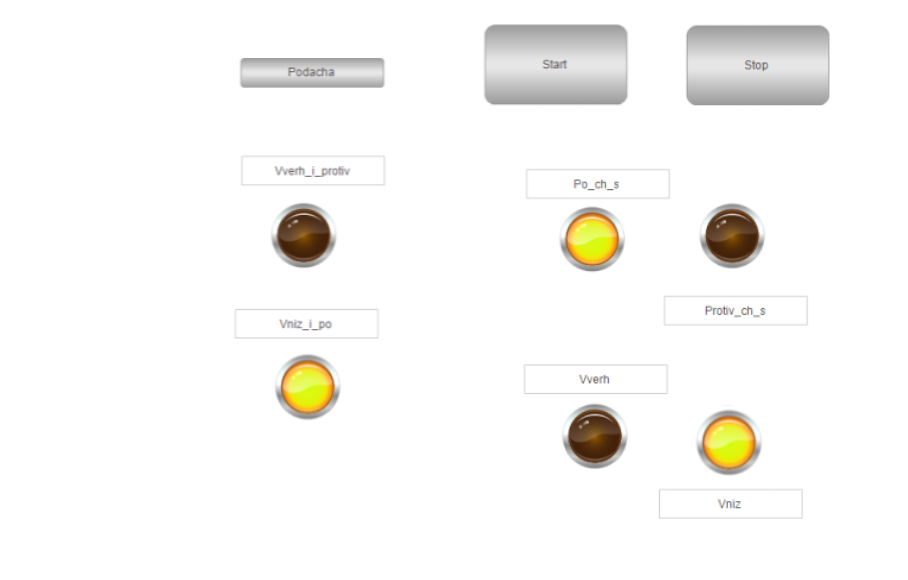 Podacha
Start
Stop
Vverh_i_protiv
Po_ch_s
Protiv_ch_s
Vniz_i_po
Vverh
Vniz